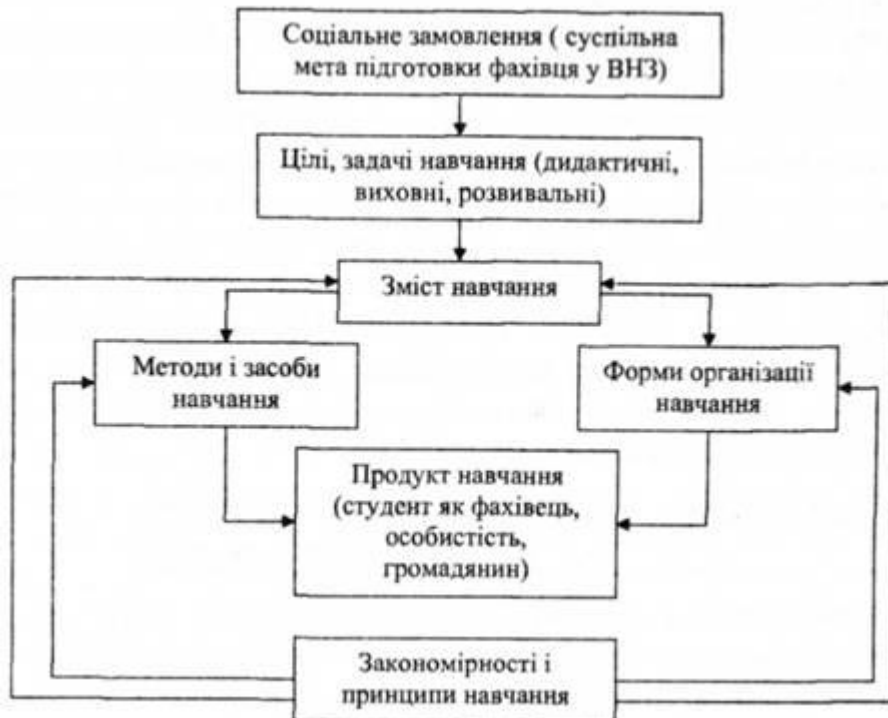 Соціальне замовлення ( суспільна
мета підготовки фахівця у ВНЗ)
Цілі, задачі навчання (дидактичні,
виховні, розвивальні)
Зміст навчання
Методи і засоби
навчання
Форми організації
навчання
Продукт навчання
(студент як фахівець,
особистість,
громадянин)
Закономірності і
принципи навчання